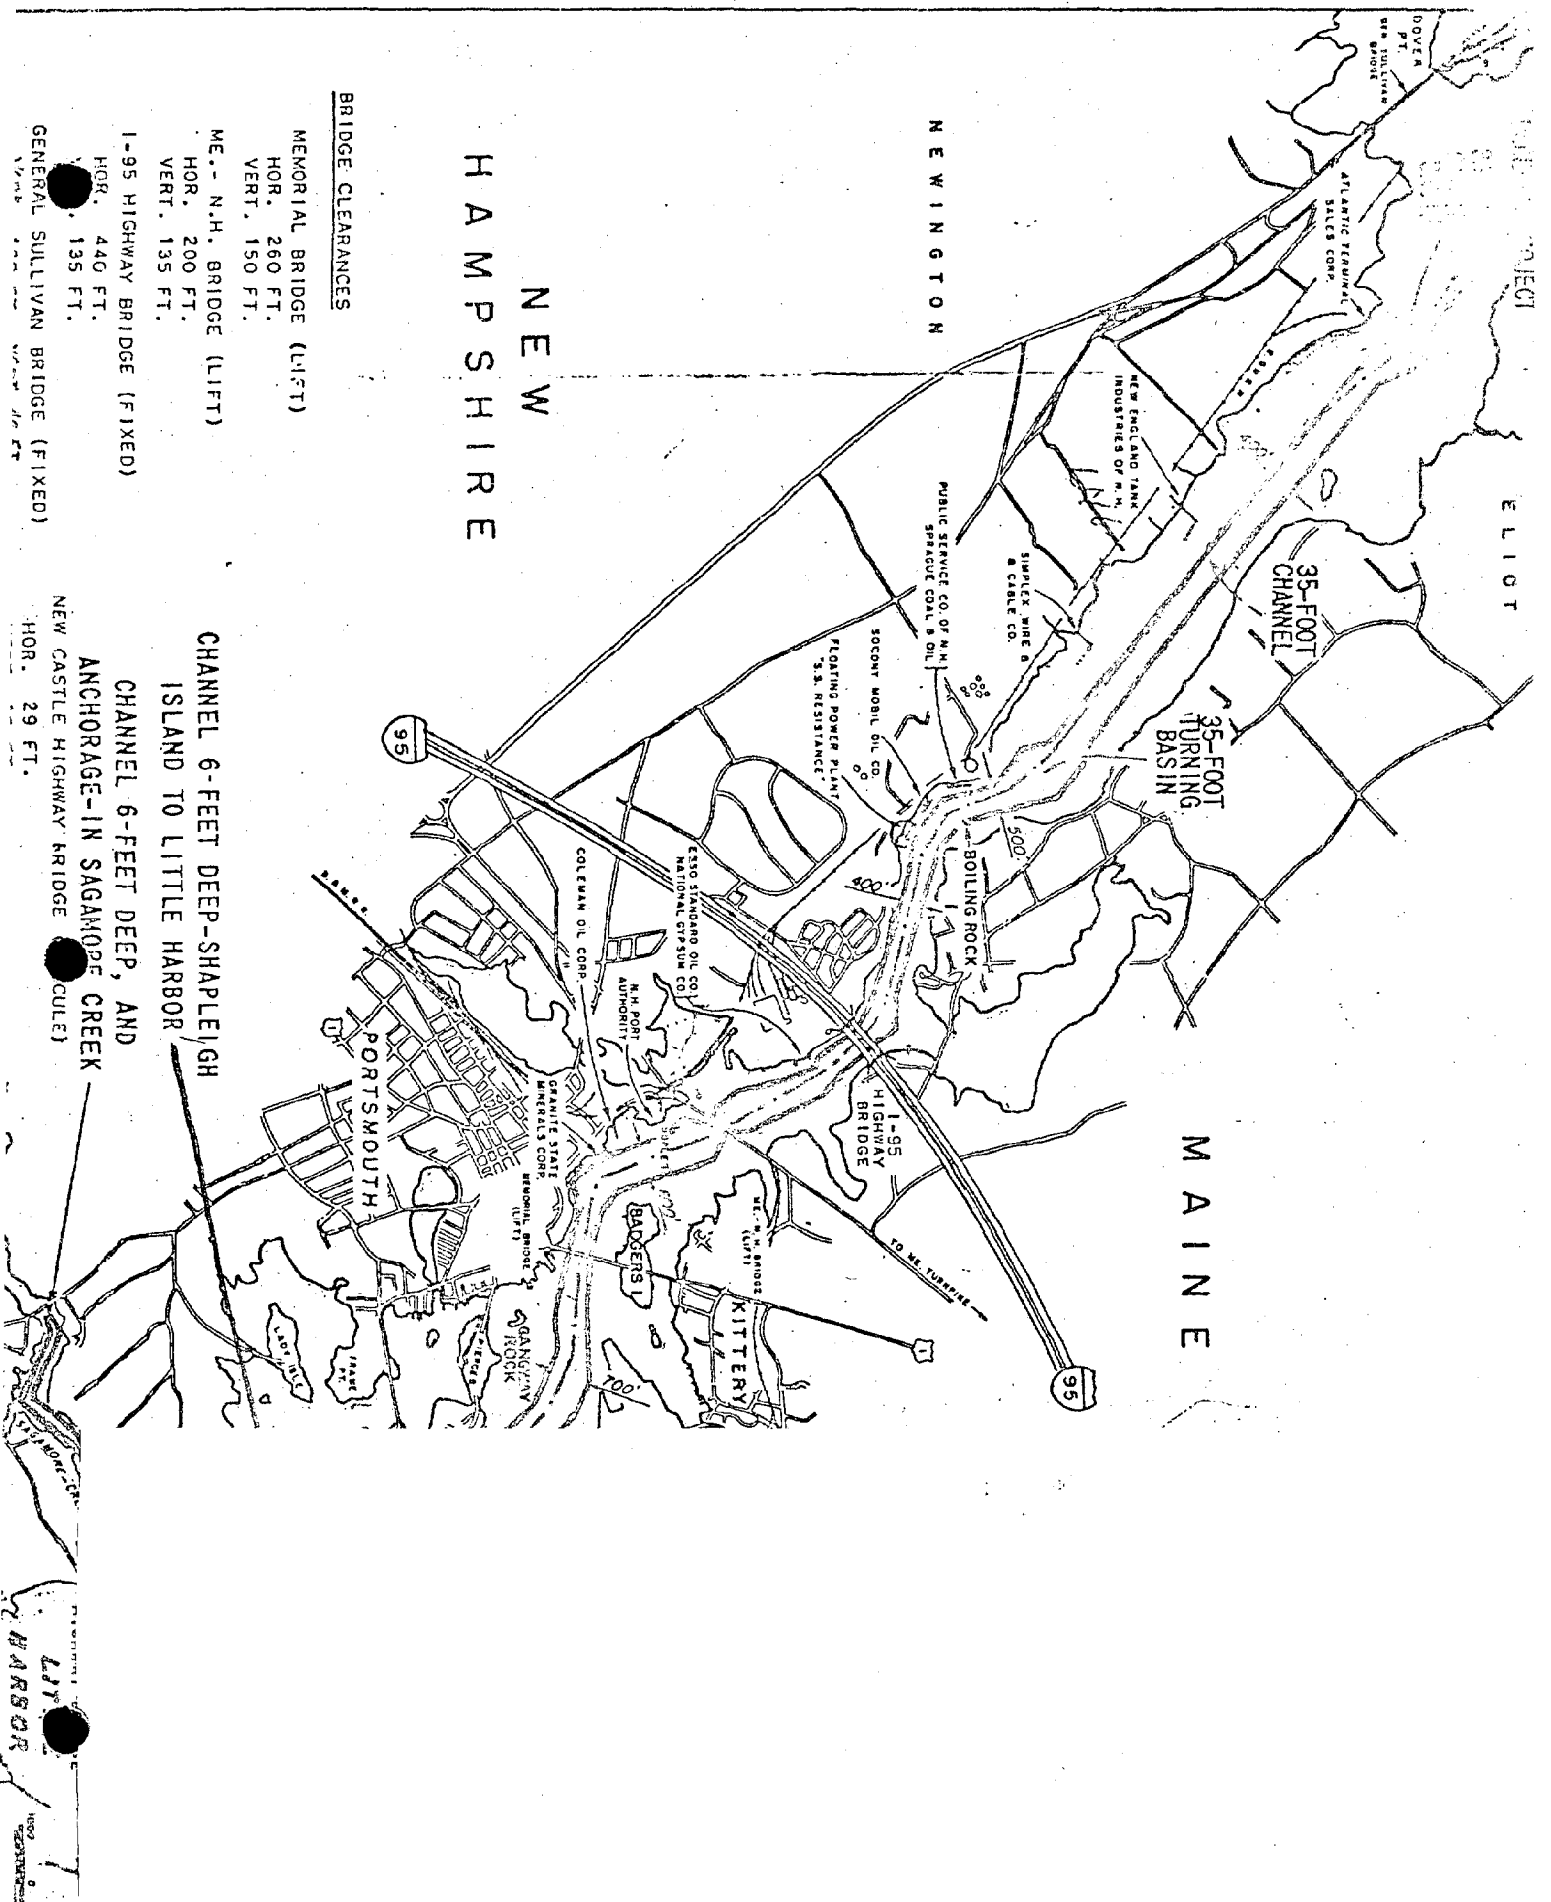 DOVER
PT.
BRIDGE
ATLANTIC TERMINAL
SALES CORP.
ELIOT
NEWINGTON
NEW ENGLAND TANK
INDUSTRIES OF N.H.
35-FOOT
CHANNEL
35-FOOT
TURNING
BASIN
SIMPLEX WIRE
& CABLE CO.
PUBLIC SERVICE CO. OF N.H.
SPRAGUE COAL & OIL
SOCONY MOBIL OIL CO.
FLOATING POWER PLANT
"S.S. RESISTANCE"
BOILING ROCK
500'
400'
MAINE
NEW
HAMPSHIRE
95
ESSO STANDARD OIL CO.
NATIONAL GYPSUM CO.
COLEMAN OIL CORP.
N.H. PORT
AUTHORITY
I-95
HIGHWAY
BRIDGE
TO ME. TURNPIKE
1
95
ME.-N.H. BRIDGE
(LIFT)
KITTERY
BADGERS I.
GRANITE STATE
MINERALS CORP.
MEMORIAL BRIDGE
(LIFT)
GANGWAY
ROCK
700'
PORTSMOUTH
1
LADY ISLE
FRAME
PT.
BRIDGE CLEARANCES
MEMORIAL BRIDGE (LIFT)
HOR. 260 FT.
VERT. 150 FT.
ME.- N.H. BRIDGE (LIFT)
HOR. 200 FT.
VERT. 135 FT.
I-95 HIGHWAY BRIDGE (FIXED)
HOR. 440 FT.
135 FT.
GENERAL SULLIVAN BRIDGE (FIXED)
CHANNEL 6-FEET DEEP-SHAPLEIGH
ISLAND TO LITTLE HARBOR
CHANNEL 6-FEET DEEP, AND
ANCHORAGE-IN SAGAMORE CREEK
NEW CASTLE HIGHWAY BRIDGE
HOR. 29 FT.
SAGAMORE
HARBOR